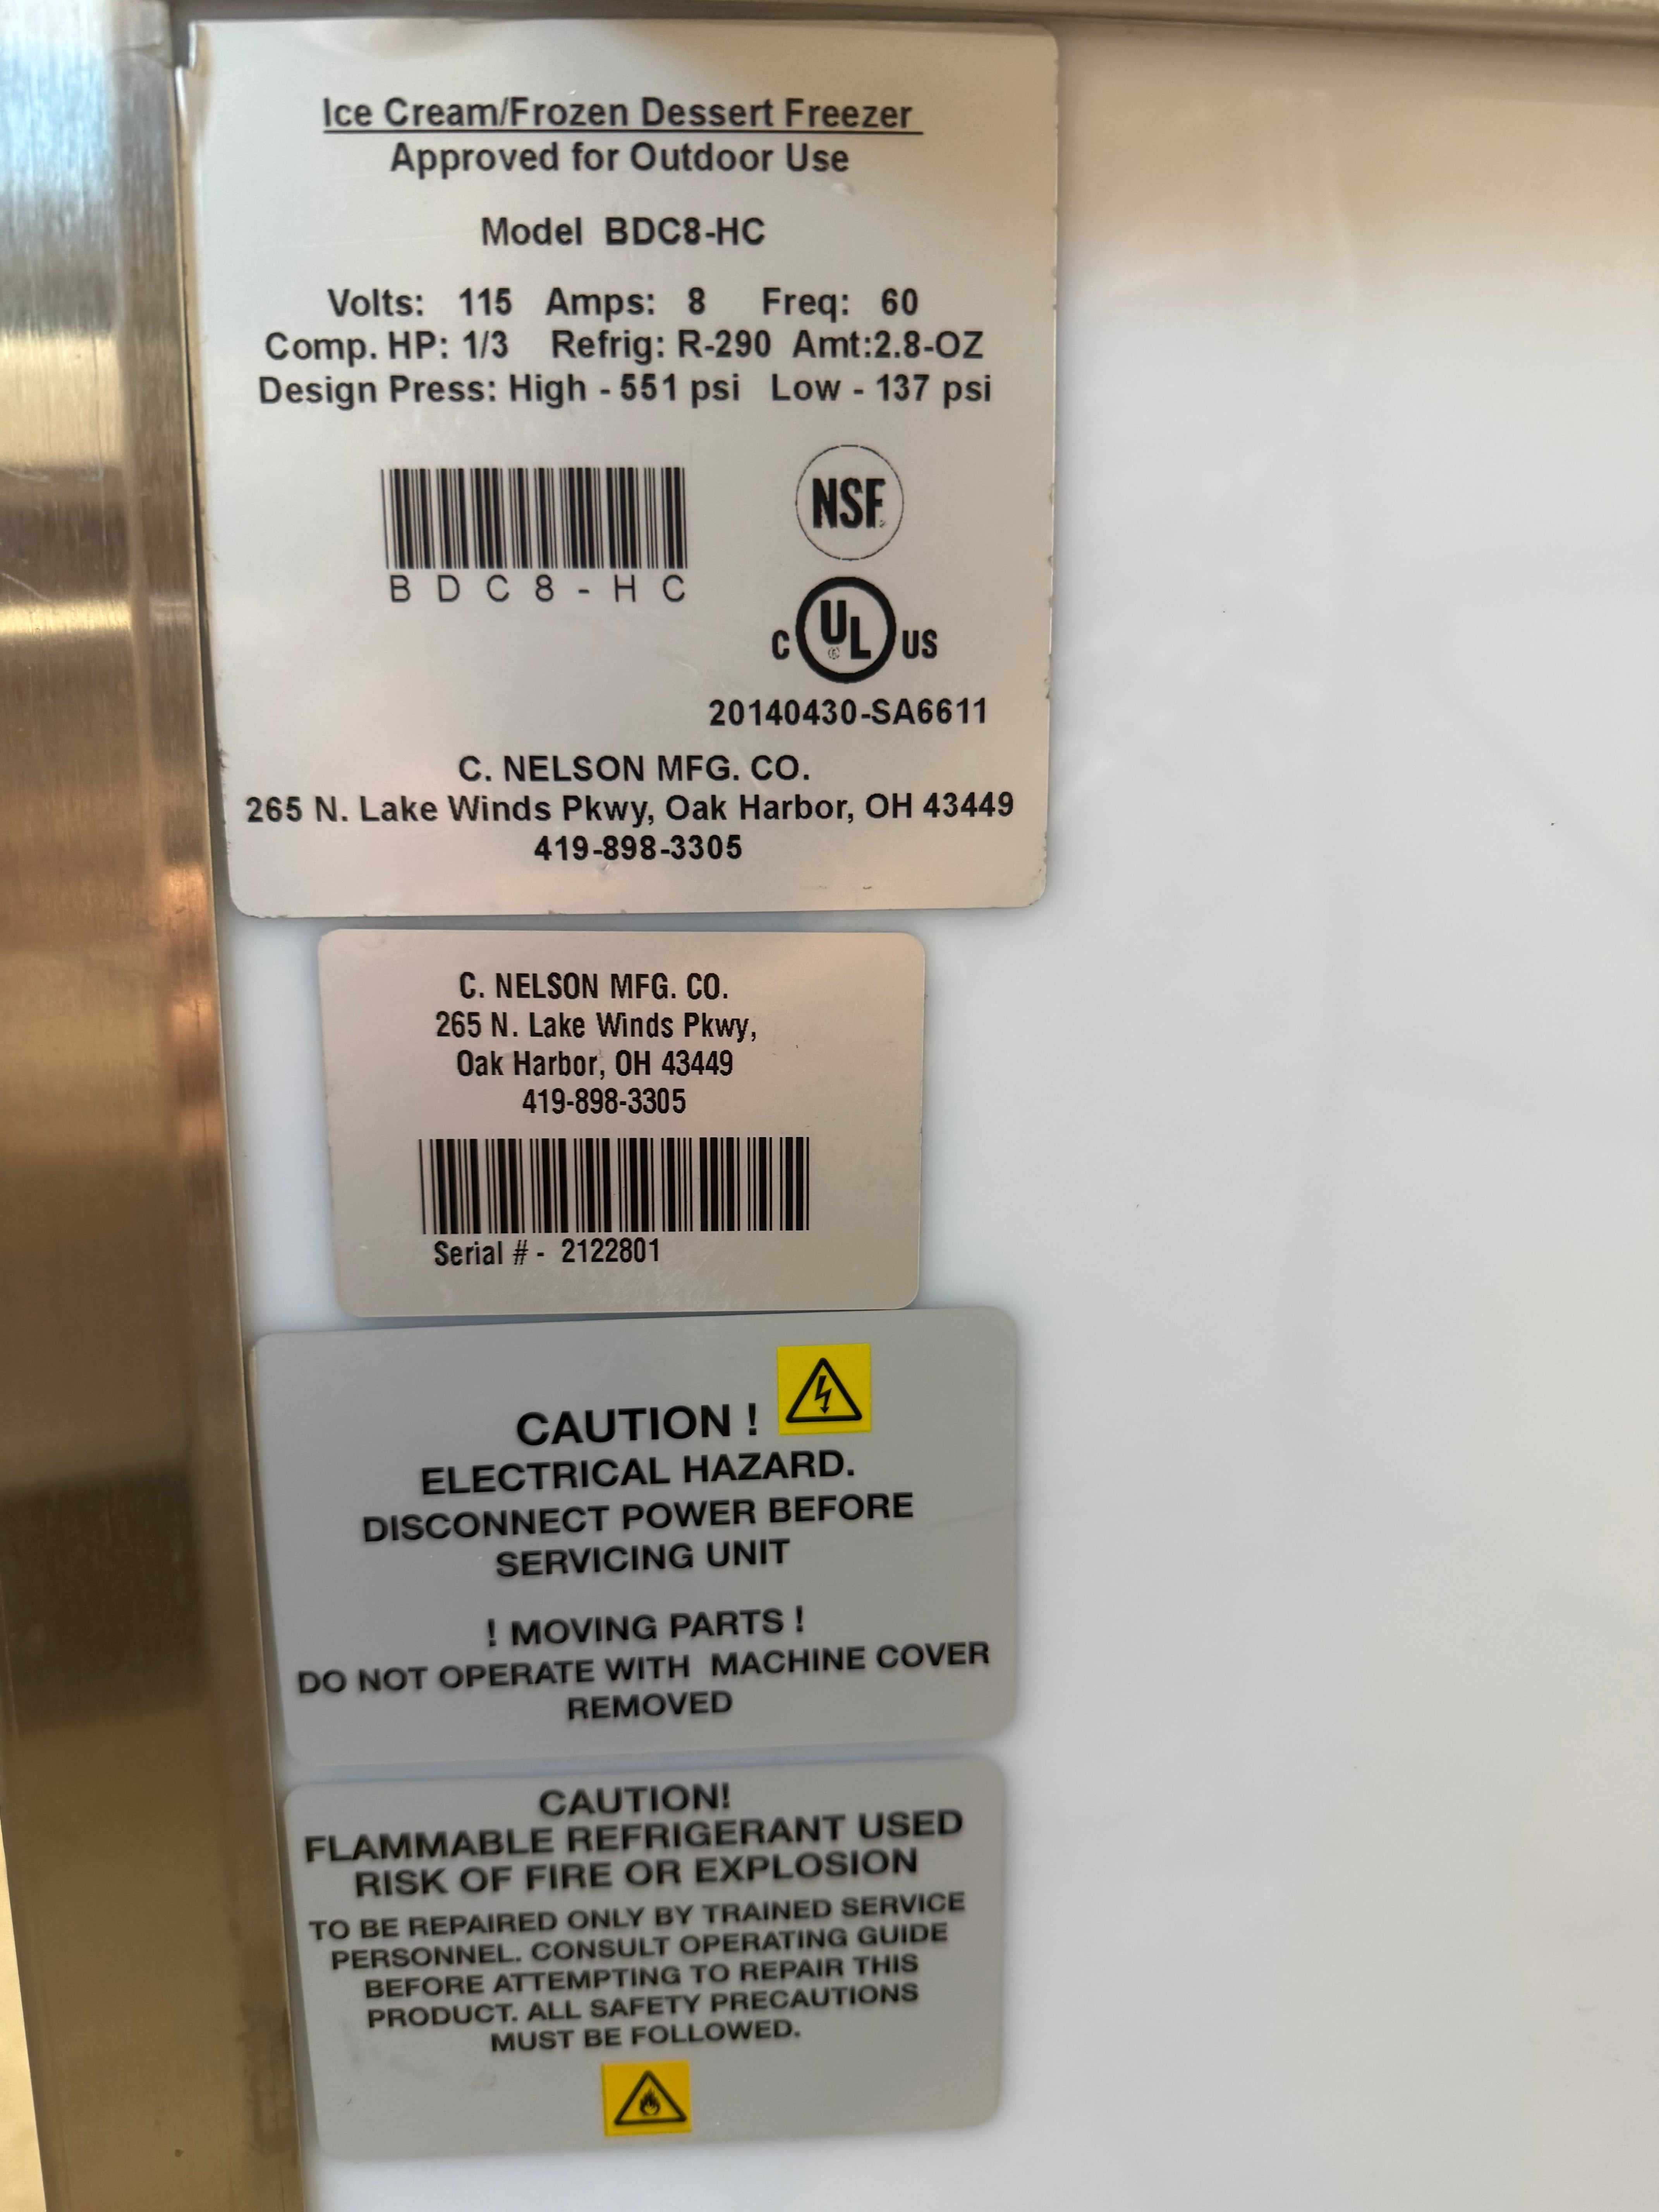 Ice Cream/Frozen Dessert Freezer
Approved for Outdoor Use
Model BDC8-HC
Volts: 115 Amps: 8 Freq: 60
Comp. HP: 1/3 Refrig: R-290 Amt:2.8-OZ
Design Press: High - 551 psi Low - 137 psi
BDC8-HC
NSF
C UL US
20140430-SA6611
C. NELSON MFG. CO.
265 N. Lake Winds Pkwy, Oak Harbor, OH 43449
419-898-3305
C. NELSON MFG. CO.
265 N. Lake Winds Pkwy,
Oak Harbor, OH 43449
419-898-3305
Serial # - 2122801
CAUTION !
ELECTRICAL HAZARD.
DISCONNECT POWER BEFORE
SERVICING UNIT
! MOVING PARTS !
DO NOT OPERATE WITH MACHINE COVER
REMOVED
CAUTION!
FLAMMABLE REFRIGERANT USED
RISK OF FIRE OR EXPLOSION
TO BE REPAIRED ONLY BY TRAINED SERVICE
PERSONNEL. CONSULT OPERATING GUIDE
BEFORE ATTEMPTING TO REPAIR THIS
PRODUCT. ALL SAFETY PRECAUTIONS
MUST BE FOLLOWED.